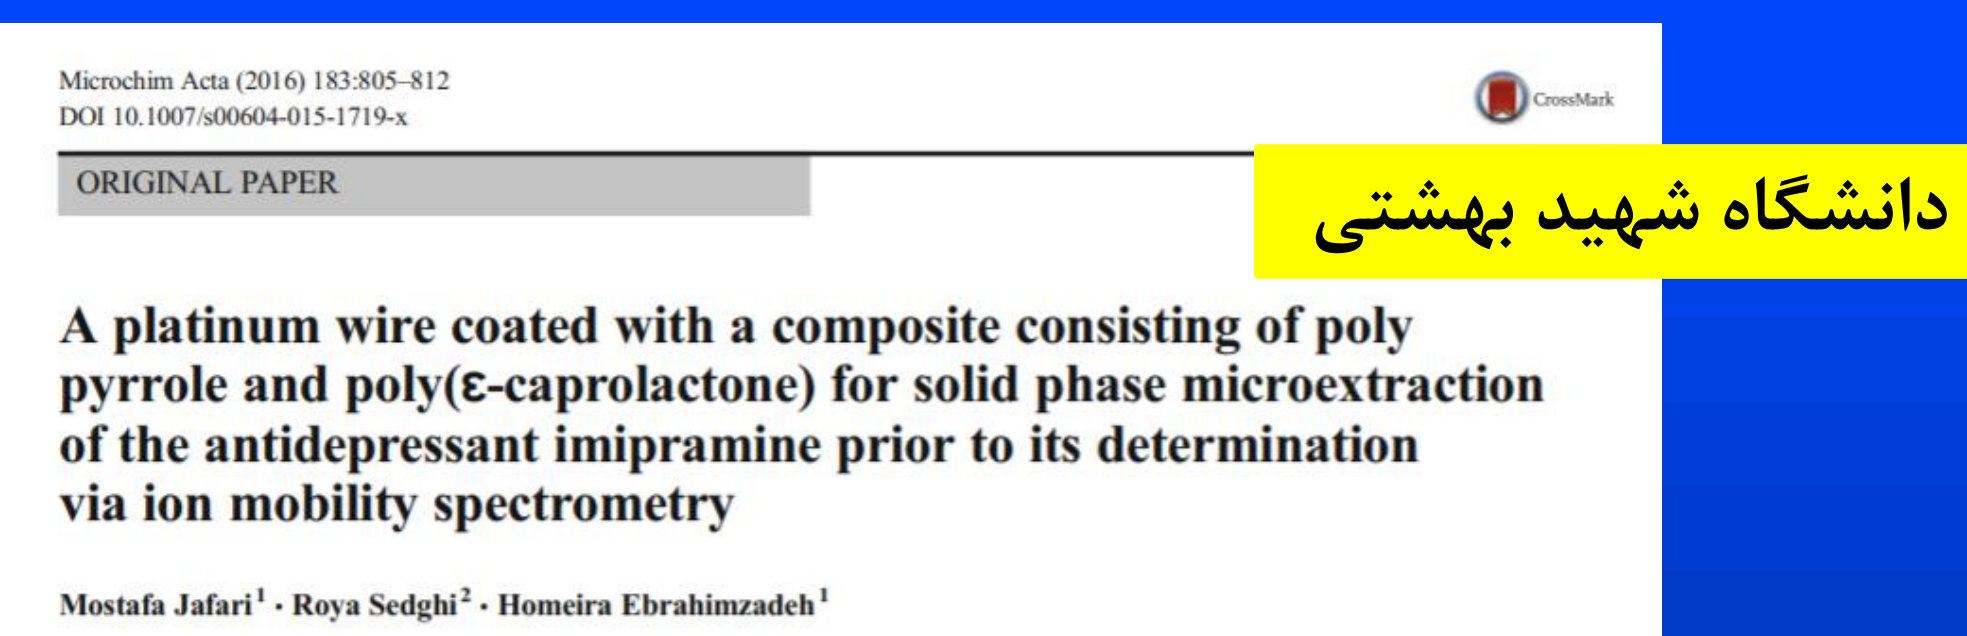 Microchim Acta (2016) 183:805–812
DOI 10.1007/s00604-015-1719-x
CrossMark
ORIGINAL PAPER
دانشگاه شهید بهشتی
A platinum wire coated with a composite consisting of poly
pyrrole and poly(ε-caprolactone) for solid phase microextraction
of the antidepressant imipramine prior to its determination
via ion mobility spectrometry
Mostafa Jafari¹ · Roya Sedghi² · Homeira Ebrahimzadeh¹